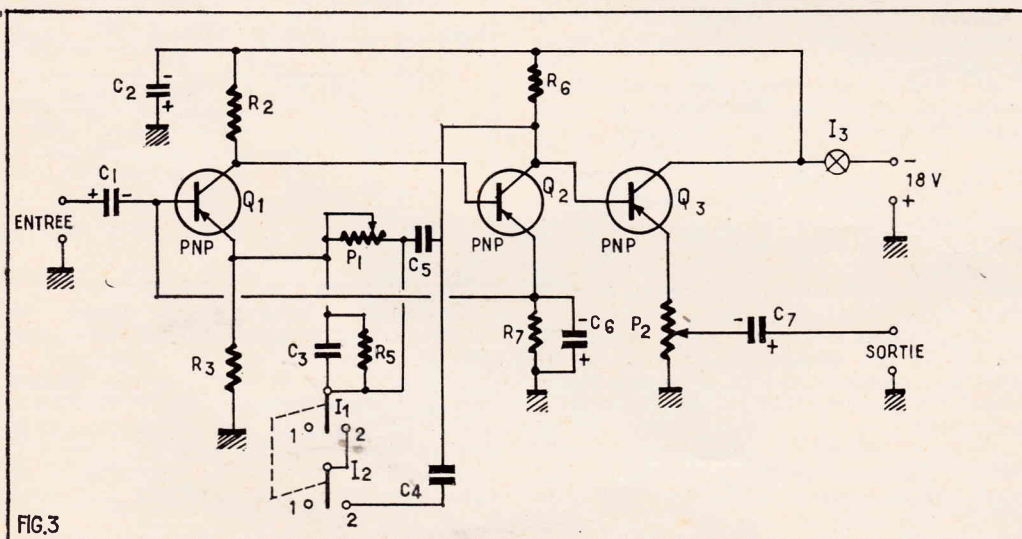 C2
-
+
R2
R6
I3
-
18 V
+
C1
+ -
ENTREE
Q1
PNP
Q2
PNP
Q3
PNP
P1
C5
R3
C3
R5
R7
-
C6
+
P2
-
C7
+
SORTIE
I1
1
2
I2
1
2
C4
FIG.3